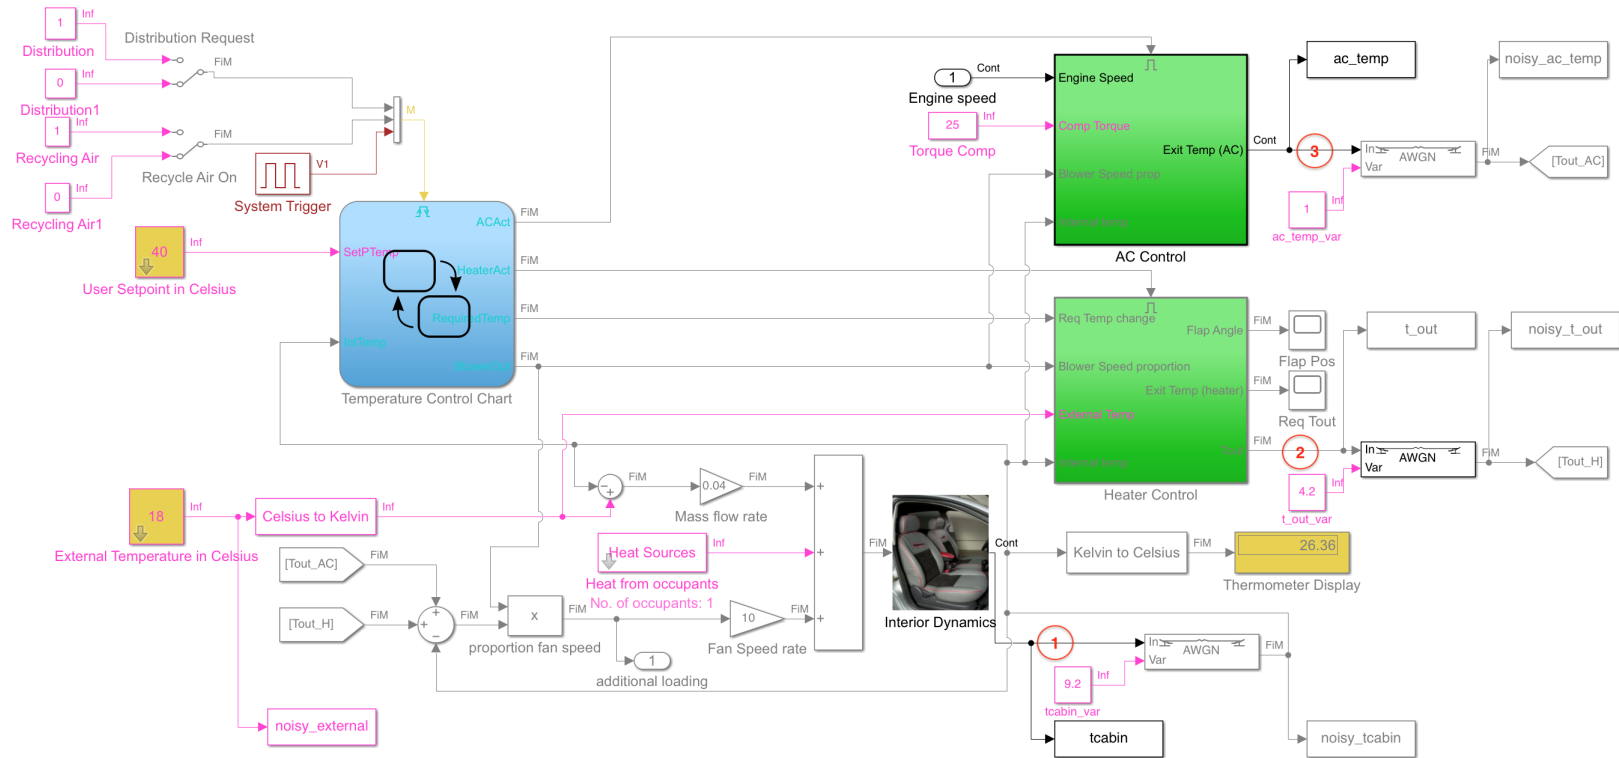 1
Inf
Distribution
Distribution Request
FiM
0
Inf
Distribution1
1
Inf
Recycling Air
FiM
Recycle Air On
0
Inf
Recycling Air1
M
V1
System Trigger
40
Inf
User Setpoint in Celsius
SetPTemp
IntTemp
ACAct
HeaterAct
RequiredTemp
FiM
FiM
FiM
FiM
Temperature Control Chart
1
Cont
Engine speed
25
Inf
Torque Comp
Engine Speed
Comp Torque
Blower Speed prop
Internal temp
Exit Temp (AC)
AC Control
Cont
3
ac_temp
noisy_ac_temp
In
Var
AWGN
FiM
[Tout_AC]
1
Inf
ac_temp_var
Req Temp change
Blower Speed proportion
External Temp
Internal temp
Flap Angle
Exit Temp (heater)
Tout
Heater Control
FiM
Flap Pos
FiM
Req Tout
FiM
2
t_out
noisy_t_out
In
Var
AWGN
FiM
[Tout_H]
4.2
Inf
t_out_var
18
Inf
External Temperature in Celsius
Celsius to Kelvin
Inf
−
+
FiM
0.04
FiM
Mass flow rate
Heat Sources
Inf
Heat from occupants
No. of occupants: 1
[Tout_AC]
FiM
[Tout_H]
FiM
+
+
−
FiM
x
FiM
proportion fan speed
10
FiM
Fan Speed rate
1
additional loading
+
+
+
FiM
Interior Dynamics
Cont
Kelvin to Celsius
FiM
26.36
Thermometer Display
1
In
Var
AWGN
FiM
9.2
Inf
tcabin_var
tcabin
noisy_tcabin
noisy_external